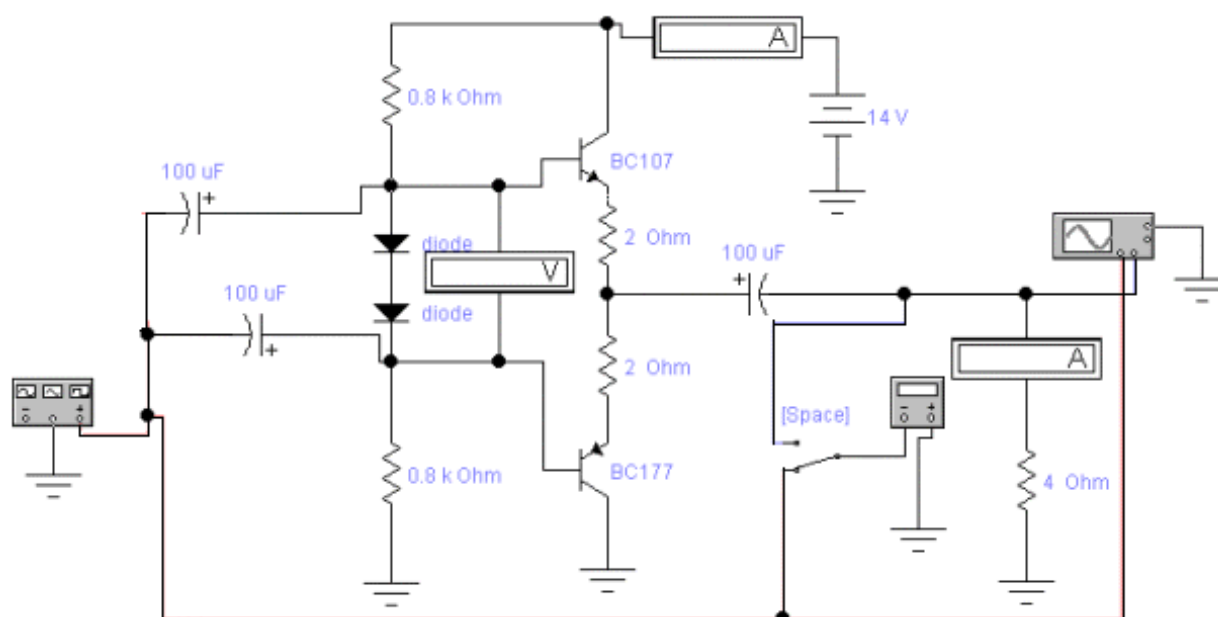 A
0.8 k Ohm
14 V
BC107
100 uF
2 Ohm
diode
V
100 uF
100 uF
diode
2 Ohm
A
[Space]
BC177
0.8 k Ohm
4 Ohm